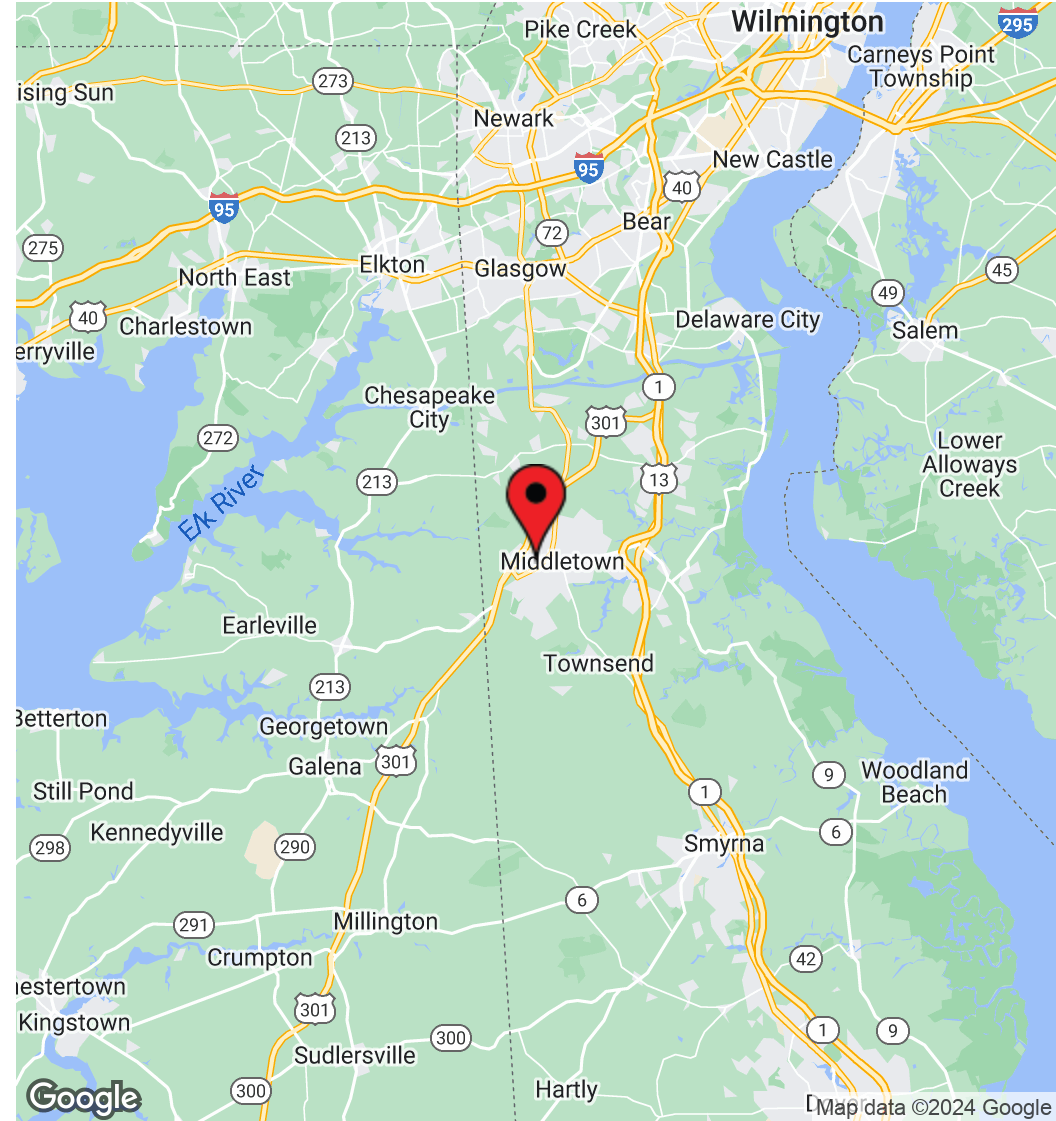 Pike Creek
Wilmington
295
Carneys Point
Township
ising Sun
273
Newark
213
New Castle
95
40
95
Bear
72
275
Elkton
Glasgow
North East
45
49
40
Charlestown
Delaware City
Salem
erryville
1
Chesapeake
City
301
272
Lower
Alloways
Creek
213
13
Elk River
Middletown
Earleville
Townsend
213
Betterton
Georgetown
301
Galena
9
Woodland
Beach
Still Pond
1
Kennedyville
6
298
290
Smyrna
6
291
Millington
Crumpton
42
hestertown
301
Kingstown
1
9
300
Sudlersville
300
Hartly
Google
Dover
Map data ©2024 Google